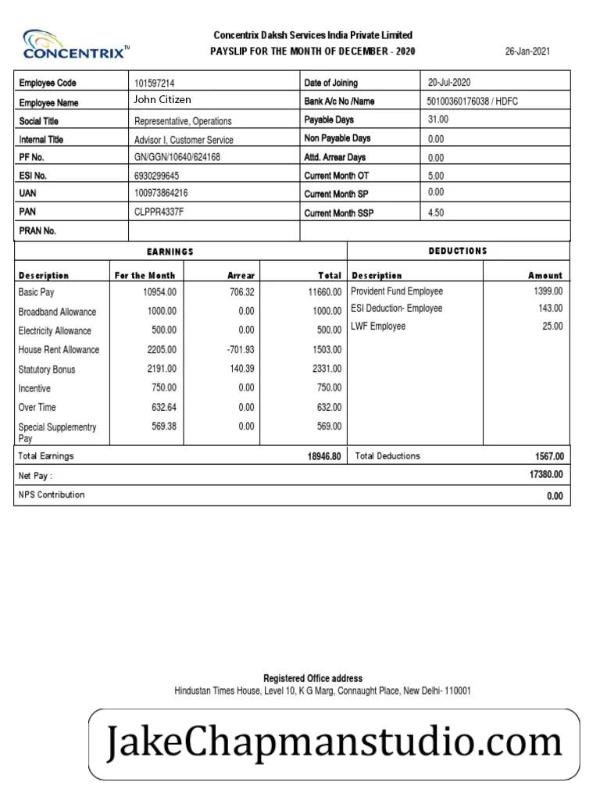 Concentrix Daksh Services India Private Limited
CONCENTRIX™ PAYSLIP FOR THE MONTH OF DECEMBER - 2020 26-Jan-2021
Employee Code 101597214 Date of Joining 20-Jul-2020
Employee Name John Citizen Bank A/c No /Name 50100360176038 / HDFC
Social Title Representative, Operations Payable Days 31.00
Internal Title Advisor I, Customer Service Non Payable Days 0.00
PF No. GN/GGN/10640/624168 Attd. Arrear Days 0.00
ESI No. 6930299645 Current Month OT 5.00
UAN 100973864216 Current Month SP 0.00
PAN CLPPR4337F Current Month SSP 4.50
PRAN No.
EARNINGS DEDUCTIONS
Description For the Month Arrear Total Description Amount
Basic Pay 10954.00 706.32 11660.00 Provident Fund Employee 1399.00
Broadband Allowance 1000.00 0.00 1000.00 ESI Deduction- Employee 143.00
Electricity Allowance 500.00 0.00 500.00 LWF Employee 25.00
House Rent Allowance 2205.00 -701.93 1503.00
Statutory Bonus 2191.00 140.39 2331.00
Incentive 750.00 0.00 750.00
Over Time 632.64 0.00 632.00
Special Supplementry 569.38 0.00 569.00
Pay
Total Earnings 18946.80 Total Deductions 1567.00
Net Pay : 17380.00
NPS Contribution 0.00
Registered Office address
Hindustan Times House, Level 10, K G Marg, Connaught Place, New Delhi- 110001
JakeChapmanstudio.com